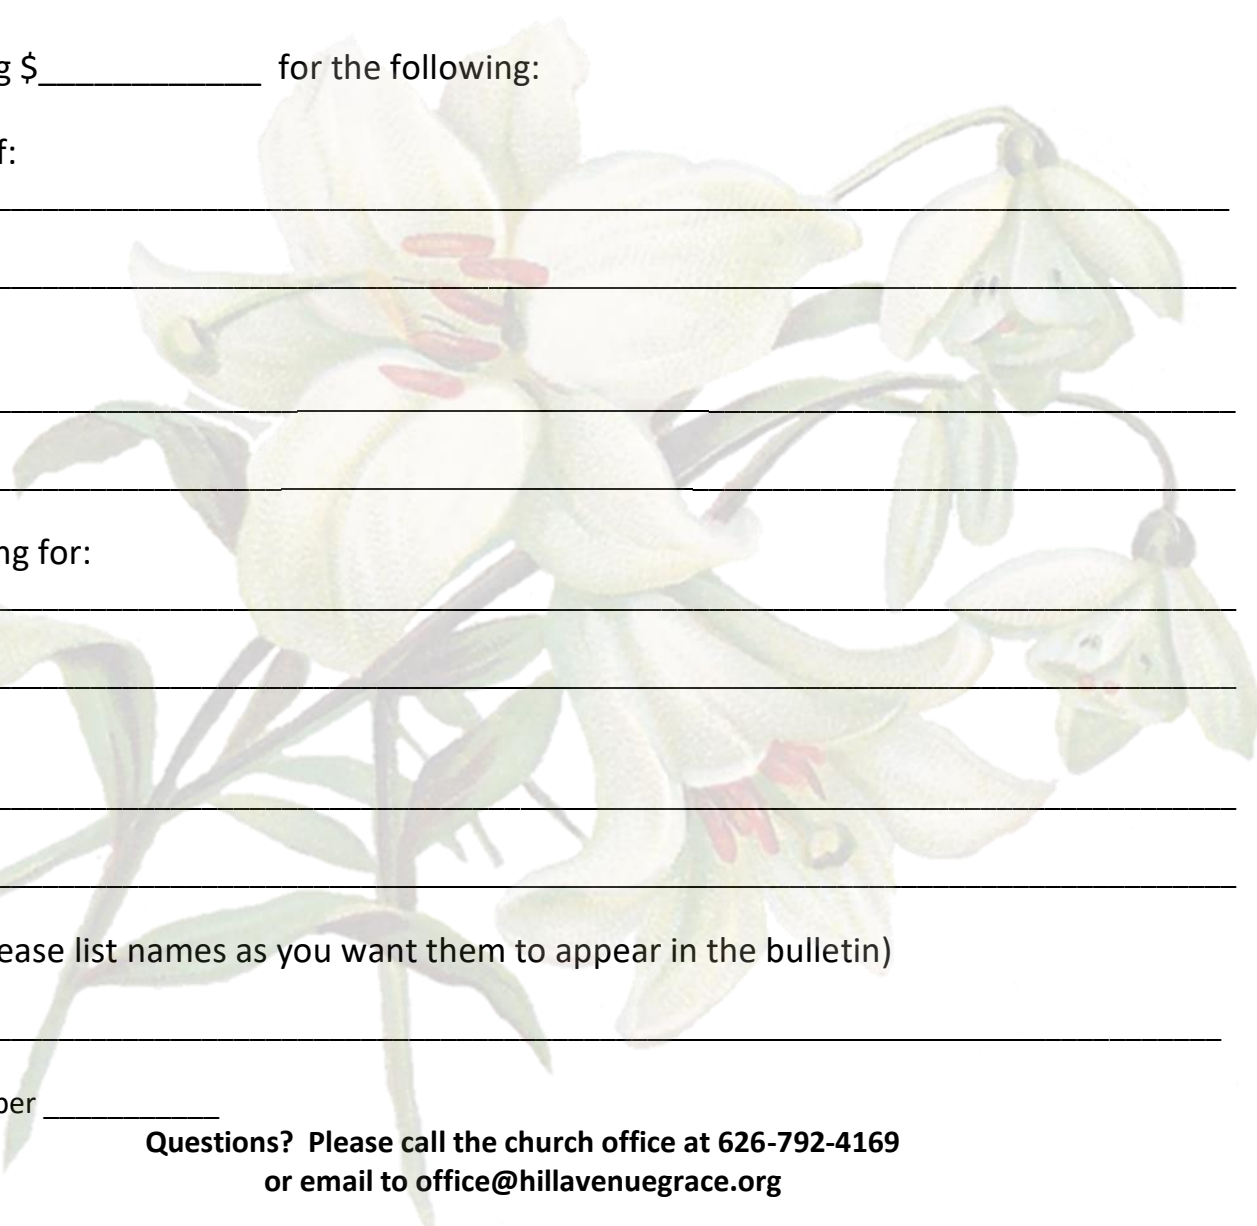 g $____________ for the following:
f:
ng for:
ease list names as you want them to appear in the bulletin)
ber ___________
Questions? Please call the church office at 626-792-4169
or email to office@hillavenuegrace.org